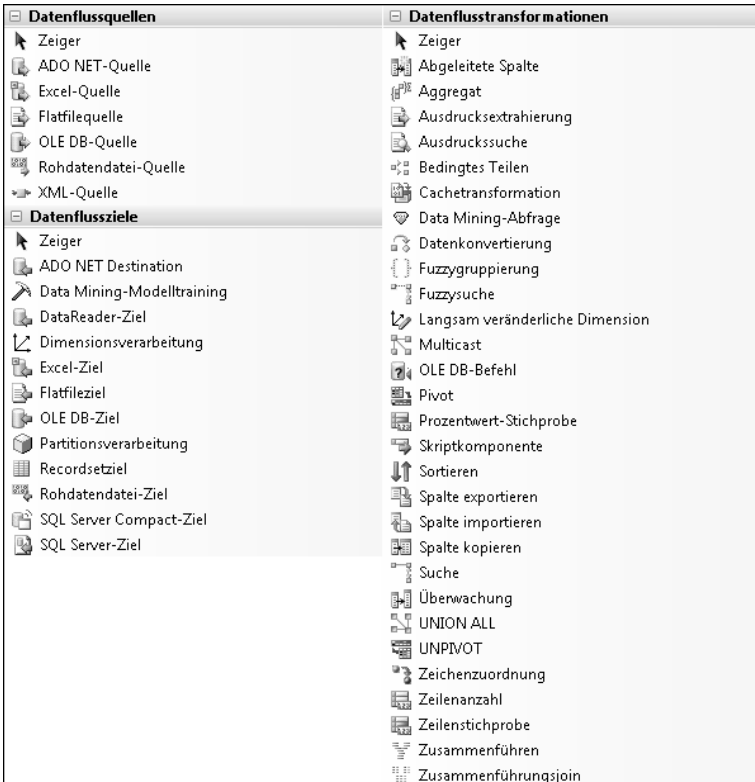 Datenflussquellen
Zeiger
ADO NET-Quelle
Excel-Quelle
Flatfilequelle
OLE DB-Quelle
Rohdatendatei-Quelle
XML-Quelle
Datenflussziele
Zeiger
ADO NET Destination
Data Mining-Modelltraining
DataReader-Ziel
Dimensionsverarbeitung
Excel-Ziel
Flatfileziel
OLE DB-Ziel
Partitionsverarbeitung
Recordsetziel
Rohdatendatei-Ziel
SQL Server Compact-Ziel
SQL Server-Ziel
Datenflusstransformationen
Zeiger
Abgeleitete Spalte
Aggregat
Ausdrucksextrahierung
Ausdruckssuche
Bedingtes Teilen
Cachetransformation
Data Mining-Abfrage
Datenkonvertierung
Fuzzygruppierung
Fuzzysuche
Langsam veränderliche Dimension
Multicast
OLE DB-Befehl
Pivot
Prozentwert-Stichprobe
Skriptkomponente
Sortieren
Spalte exportieren
Spalte importieren
Spalte kopieren
Suche
Überwachung
UNION ALL
UNPIVOT
Zeichenzuordnung
Zeilenanzahl
Zeilenstichprobe
Zusammenführen
Zusammenführungsjoin